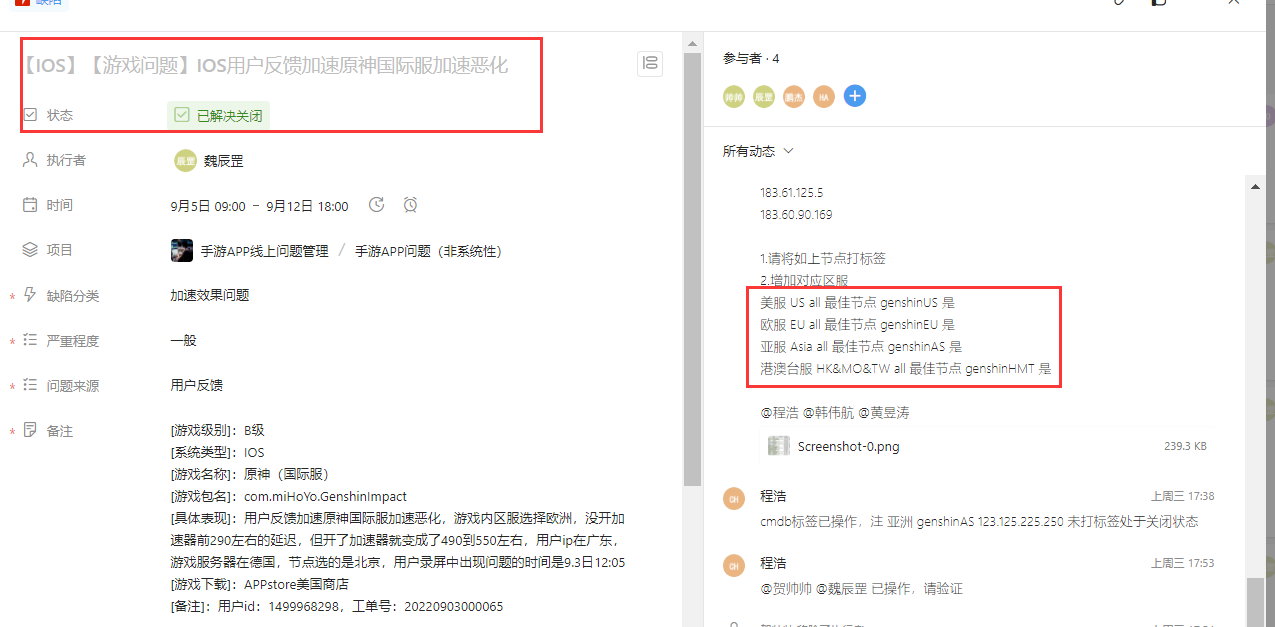 缺陷
【IOS】【游戏问题】IOS用户反馈加速原神国际服加速恶化
状态
已解决关闭
执行者
辰罡 魏辰罡
时间
9月5日 09:00 - 9月12日 18:00
项目
手游APP线上问题管理 / 手游APP问题（非系统性）
* 缺陷分类
加速效果问题
* 严重程度
一般
* 问题来源
用户反馈
* 备注
[游戏级别]：B级
[系统类型]：IOS
[游戏名称]：原神（国际服）
[游戏包名]：com.miHoYo.GenshinImpact
[具体表现]：用户反馈加速原神国际服加速恶化，游戏内区服选择欧洲，没开加
速器前290左右的延迟，但开了加速器就变成了490到550左右，用户ip在广东，
游戏服务器在德国，节点选的是北京，用户录屏中出现问题的时间是9.3日12:05
[游戏下载]：APPstore美国商店
[备注]：用户id：1499968298，工单号：20220903000065
参与者 · 4
帅帅 辰罡 鹏杰 HA
所有动态
183.61.125.5
183.60.90.169
1.请将如上节点打标签
2.增加对应区服
美服 US all 最佳节点 genshinUS 是
欧服 EU all 最佳节点 genshinEU 是
亚服 Asia all 最佳节点 genshinAS 是
港澳台服 HK&MO&TW all 最佳节点 genshinHMT 是
@程浩 @韩伟航 @黄昱涛
Screenshot-0.png
239.3 KB
CH 程浩
上周三 17:38
cmdb标签已操作，注 亚洲 genshinAS 123.125.225.250 未打标签处于关闭状态
CH 程浩
上周三 17:53
@贺帅帅 @魏辰罡 已操作，请验证